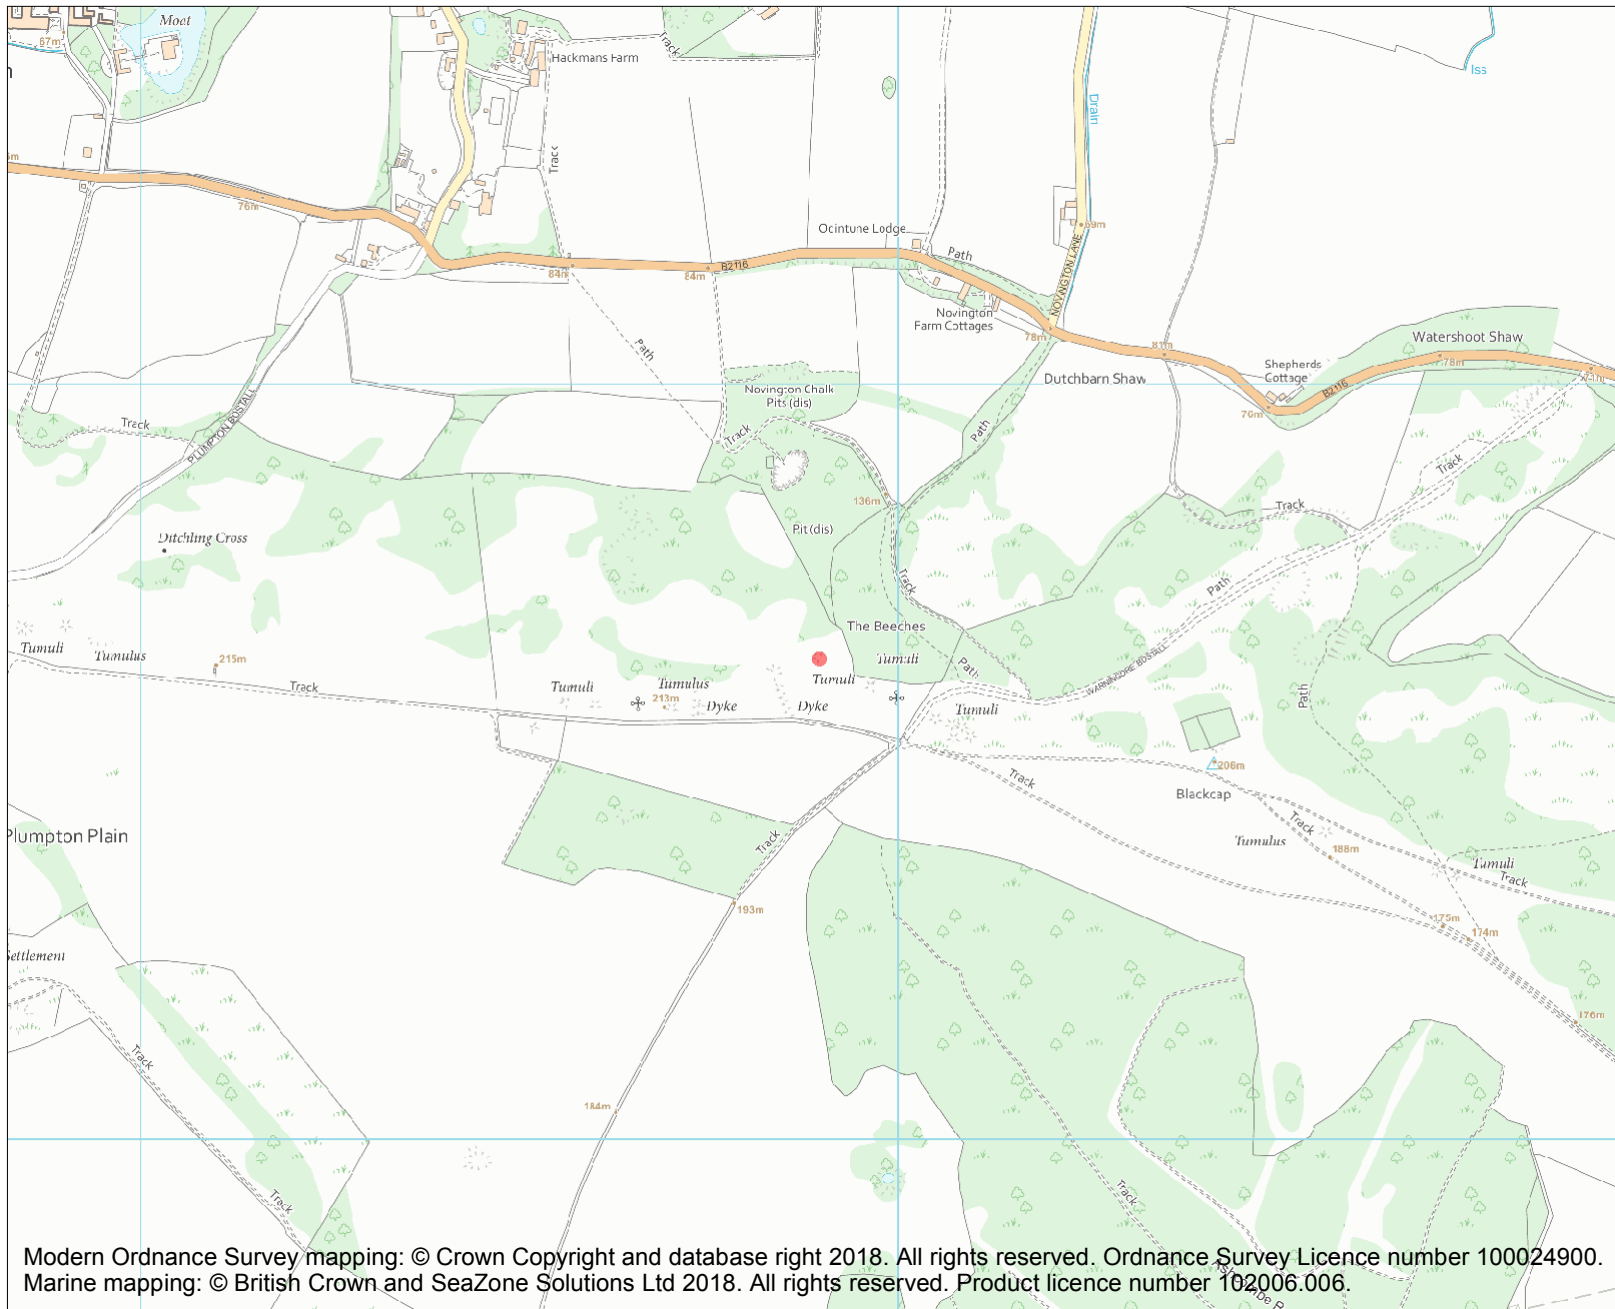 Moat
67m
Hackmans Farm
Track
Iss
Drain
Track
76m
Ocintune Lodge
69m
Path
84m
84m
B2116
NOVINGTON LANE
Novington
Farm Cottages
78m
81m
Watershoot Shaw
78m
Path
Shepherds
Cottage
71m
Dutchbarn Shaw
B2116
76m
Novington Chalk
Pits (dis)
PLUMPTON BOSTALL
Track
Track
Path
Track
136m
Track
Pit (dis)
Ditchling Cross
Track
Path
The Beeches
Tumuli
Tumulus
215m
Tumuli
Path
WARNINGORE BOSTALL
Track
Tumuli
Tumulus
Tumuli
213m
Dyke
Dyke
Tumuli
Path
206m
Track
Blackcap
Plumpton Plain
Track
Track
Tumulus
188m
Tumuli
Track
193m
175m
174m
Settlement
176m
Track
184m
Track
Track
Modern Ordnance Survey mapping: © Crown Copyright and database right 2018. All rights reserved. Ordnance Survey Licence number 100024900.
Marine mapping: © British Crown and SeaZone Solutions Ltd 2018. All rights reserved. Product licence number 102006.006.